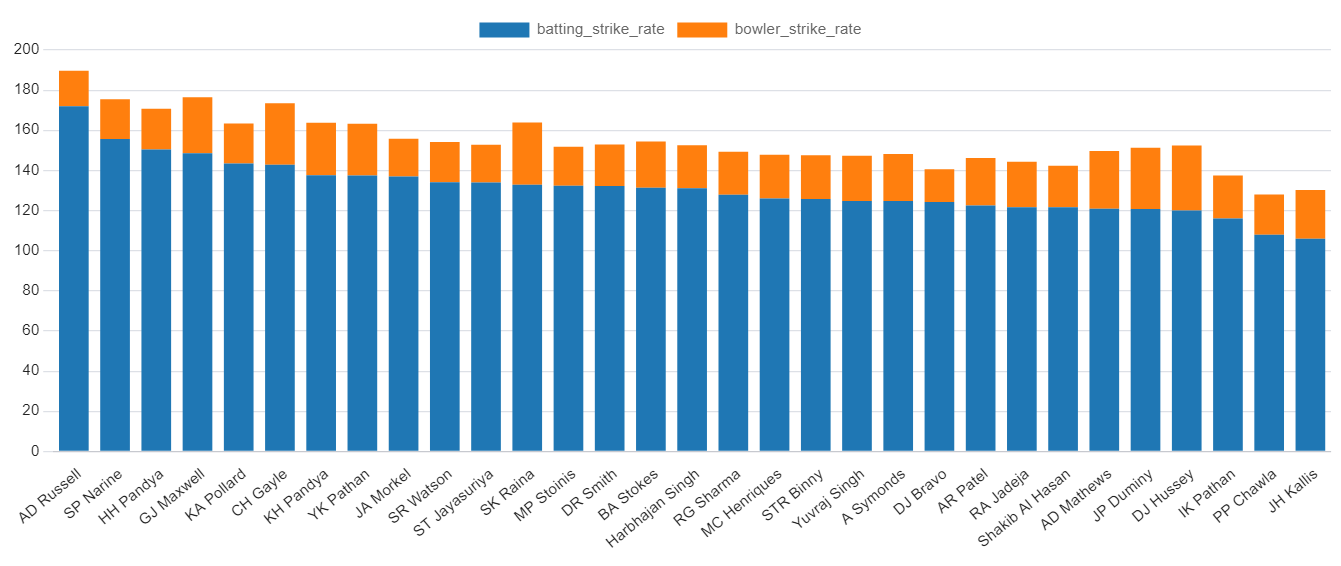 batting_strike_rate bowler_strike_rate
200
180
160
140
120
100
80
60
40
20
0
AD Russell
SP Narine
HH Pandya
GJ Maxwell
KA Pollard
CH Gayle
KH Pandya
YK Pathan
JA Morkel
SR Watson
ST Jayasuriya
SK Raina
MP Stoinis
DR Smith
BA Stokes
Harbhajan Singh
RG Sharma
MC Henriques
STR Binny
Yuvraj Singh
A Symonds
DJ Bravo
AR Patel
RA Jadeja
Shakib Al Hasan
AD Mathews
JP Duminy
DJ Hussey
IK Pathan
PP Chawla
JH Kallis